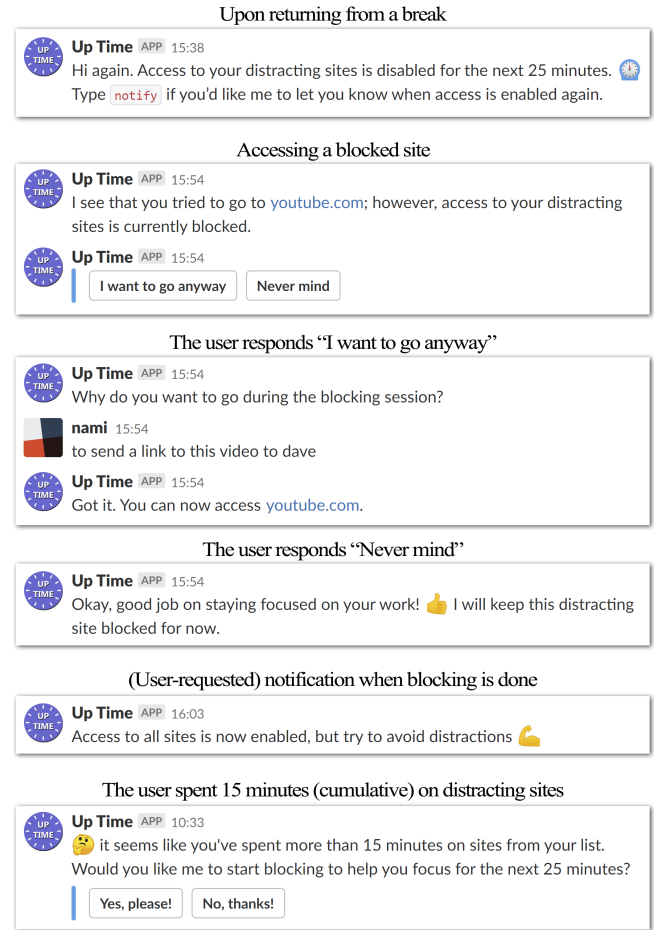 Upon returning from a break
UP
TIME
Up Time APP 15:38
Hi again. Access to your distracting sites is disabled for the next 25 minutes.
Type notify if you’d like me to let you know when access is enabled again.
Accessing a blocked site
UP
TIME
Up Time APP 15:54
I see that you tried to go to youtube.com; however, access to your distracting
sites is currently blocked.
UP
TIME
Up Time APP 15:54
I want to go anyway Never mind
The user responds “I want to go anyway”
UP
TIME
Up Time APP 15:54
Why do you want to go during the blocking session?
nami 15:54
to send a link to this video to dave
UP
TIME
Up Time APP 15:54
Got it. You can now access youtube.com.
The user responds “Never mind”
UP
TIME
Up Time APP 15:54
Okay, good job on staying focused on your work! 👍 I will keep this distracting
site blocked for now.
(User-requested) notification when blocking is done
UP
TIME
Up Time APP 16:03
Access to all sites is now enabled, but try to avoid distractions 💪
The user spent 15 minutes (cumulative) on distracting sites
UP
TIME
Up Time APP 10:33
🤔 it seems like you've spent more than 15 minutes on sites from your list.
Would you like me to start blocking to help you focus for the next 25 minutes?
Yes, please! No, thanks!